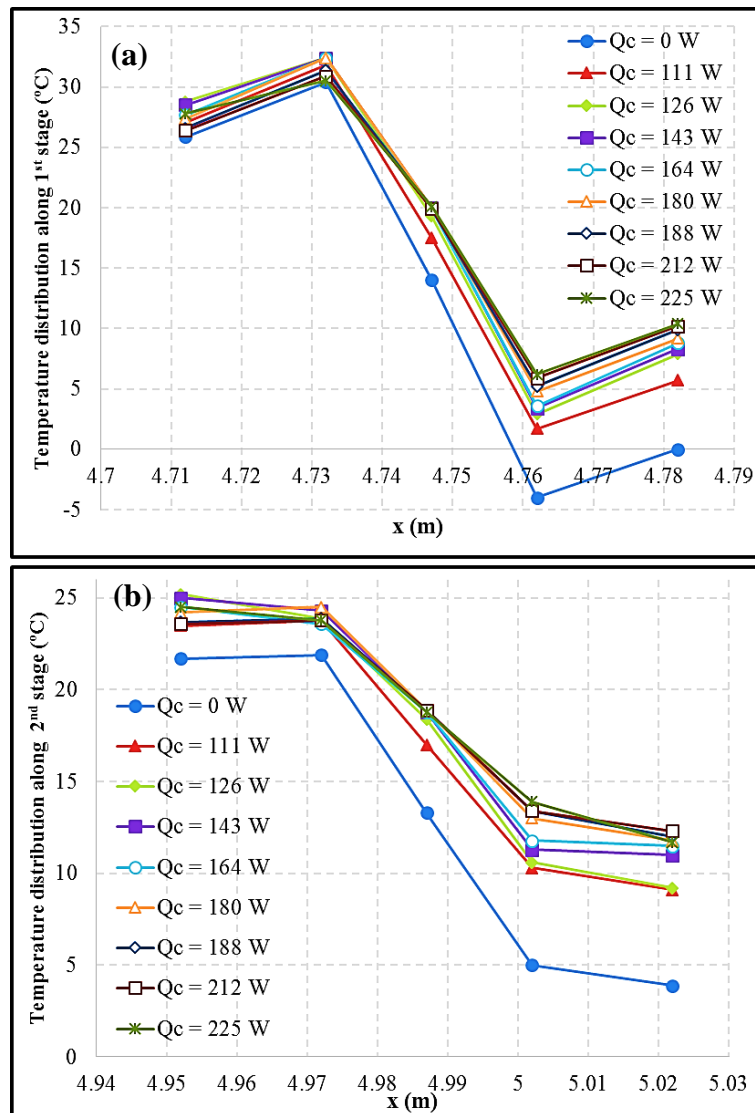 (a)
Temperature distribution along 1st stage (ºC)
35
30
25
20
15
10
5
0
-5
4.7 4.71 4.72 4.73 4.74 4.75 4.76 4.77 4.78 4.79
x (m)
Qc = 0 W
Qc = 111 W
Qc = 126 W
Qc = 143 W
Qc = 164 W
Qc = 180 W
Qc = 188 W
Qc = 212 W
Qc = 225 W
(b)
Temperature distribution along 2nd stage (ºC)
25
20
15
10
5
0
4.94 4.95 4.96 4.97 4.98 4.99 5 5.01 5.02 5.03
x (m)
Qc = 0 W
Qc = 111 W
Qc = 126 W
Qc = 143 W
Qc = 164 W
Qc = 180 W
Qc = 188 W
Qc = 212 W
Qc = 225 W